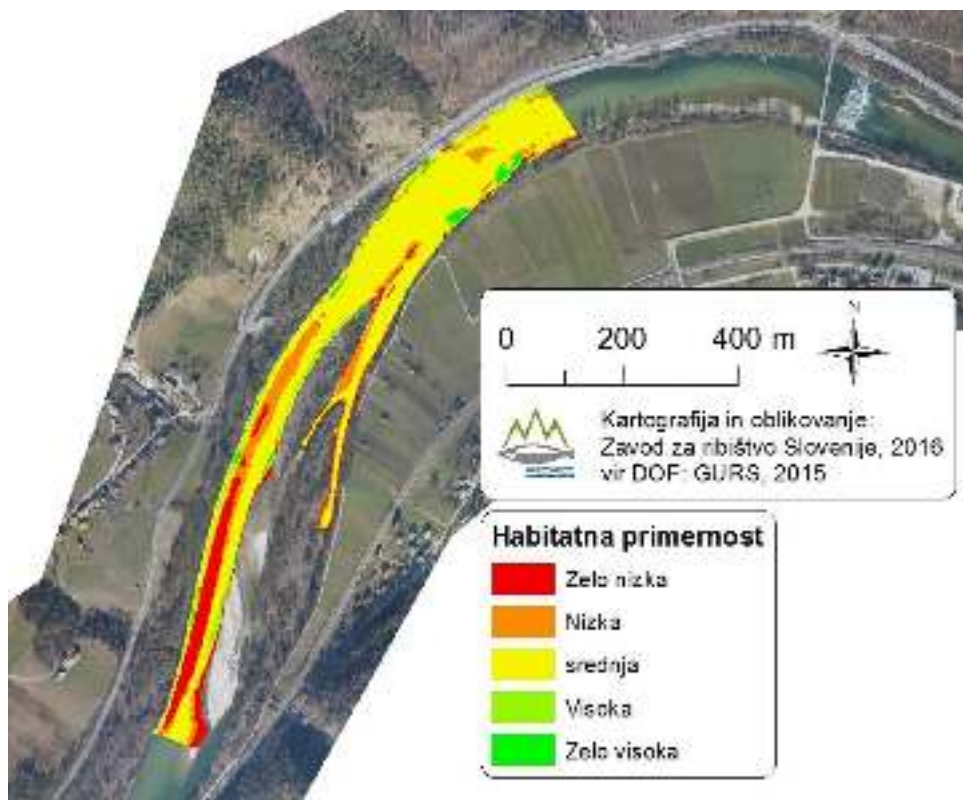 N
0 200 400 m
Kartografija in oblikovanje:
Zavod za ribištvo Slovenije, 2016
vir DOF: GURS, 2015
Habitatna primernost
Zelo nizka
Nizka
srednja
Visoka
Zelo visoka